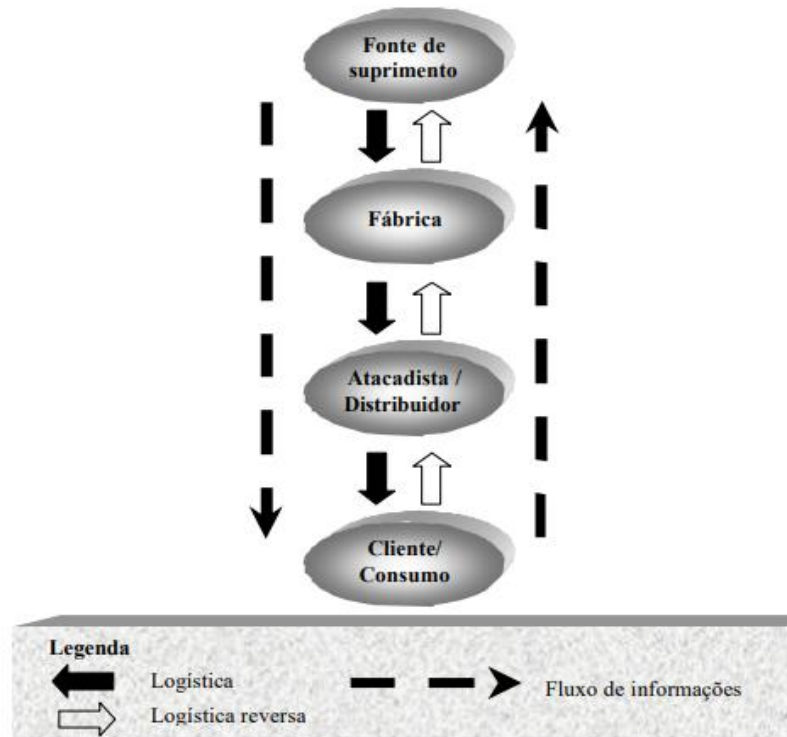 Fonte de
suprimento
Fábrica
Atacadista /
Distribuidor
Cliente/
Consumo
Legenda
Logística
Fluxo de informações
Logística reversa